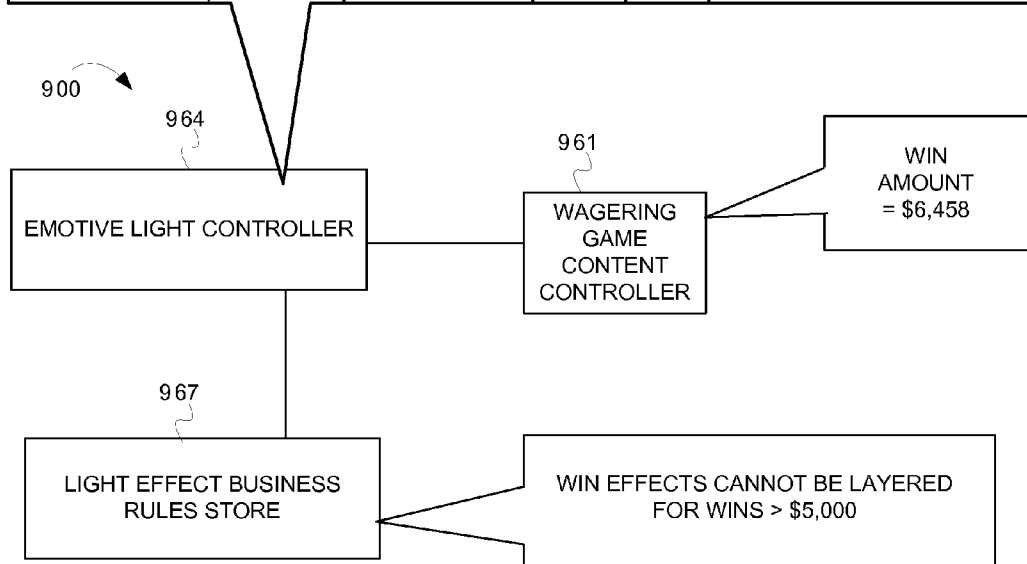 900
964
961
EMOTIVE LIGHT CONTROLLER
WAGERING
GAME
CONTENT
CONTROLLER
WIN
AMOUNT
= $6,458
967
LIGHT EFFECT BUSINESS
RULES STORE
WIN EFFECTS CANNOT BE LAYERED
FOR WINS > $5,000